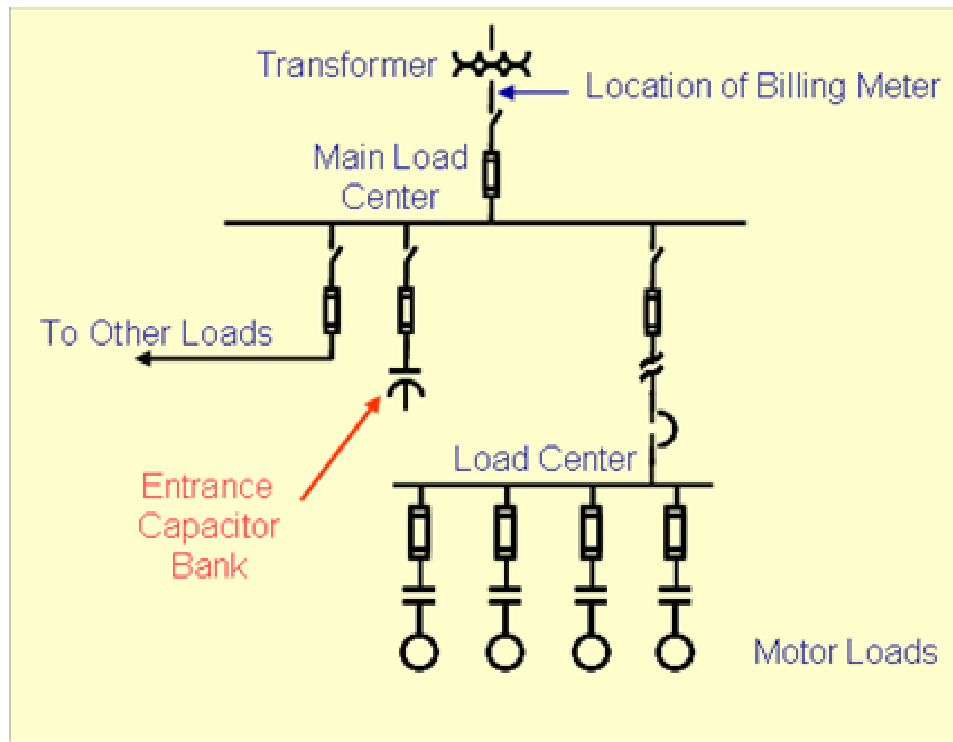 Transformer
Location of Billing Meter
Main Load
Center
To Other Loads
Load Center
Entrance
Capacitor
Bank
Motor Loads